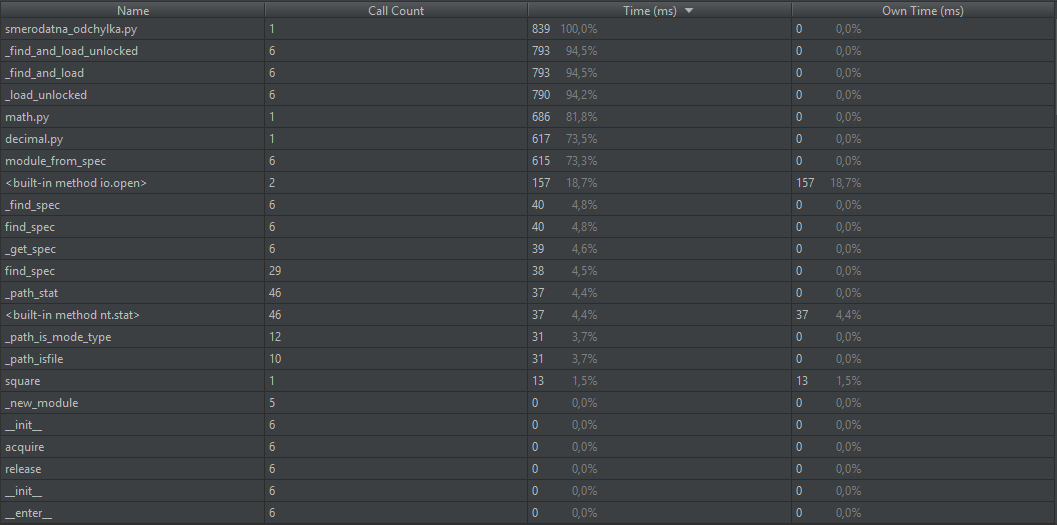 Name Call Count Time (ms) Own Time (ms)
smerodatna_odchylka.py 1 839 100,0% 0 0,0%
_find_and_load_unlocked 6 793 94,5% 0 0,0%
_find_and_load 6 793 94,5% 0 0,0%
_load_unlocked 6 790 94,2% 0 0,0%
math.py 1 686 81,8% 0 0,0%
decimal.py 1 617 73,5% 0 0,0%
module_from_spec 6 615 73,3% 0 0,0%
<built-in method io.open> 2 157 18,7% 157 18,7%
_find_spec 6 40 4,8% 0 0,0%
find_spec 6 40 4,8% 0 0,0%
_get_spec 6 39 4,6% 0 0,0%
find_spec 29 38 4,5% 0 0,0%
_path_stat 46 37 4,4% 0 0,0%
<built-in method nt.stat> 46 37 4,4% 37 4,4%
_path_is_mode_type 12 31 3,7% 0 0,0%
_path_isfile 10 31 3,7% 0 0,0%
square 1 13 1,5% 13 1,5%
_new_module 5 0 0,0% 0 0,0%
__init__ 6 0 0,0% 0 0,0%
acquire 6 0 0,0% 0 0,0%
release 6 0 0,0% 0 0,0%
__init__ 6 0 0,0% 0 0,0%
__enter__ 6 0 0,0% 0 0,0%